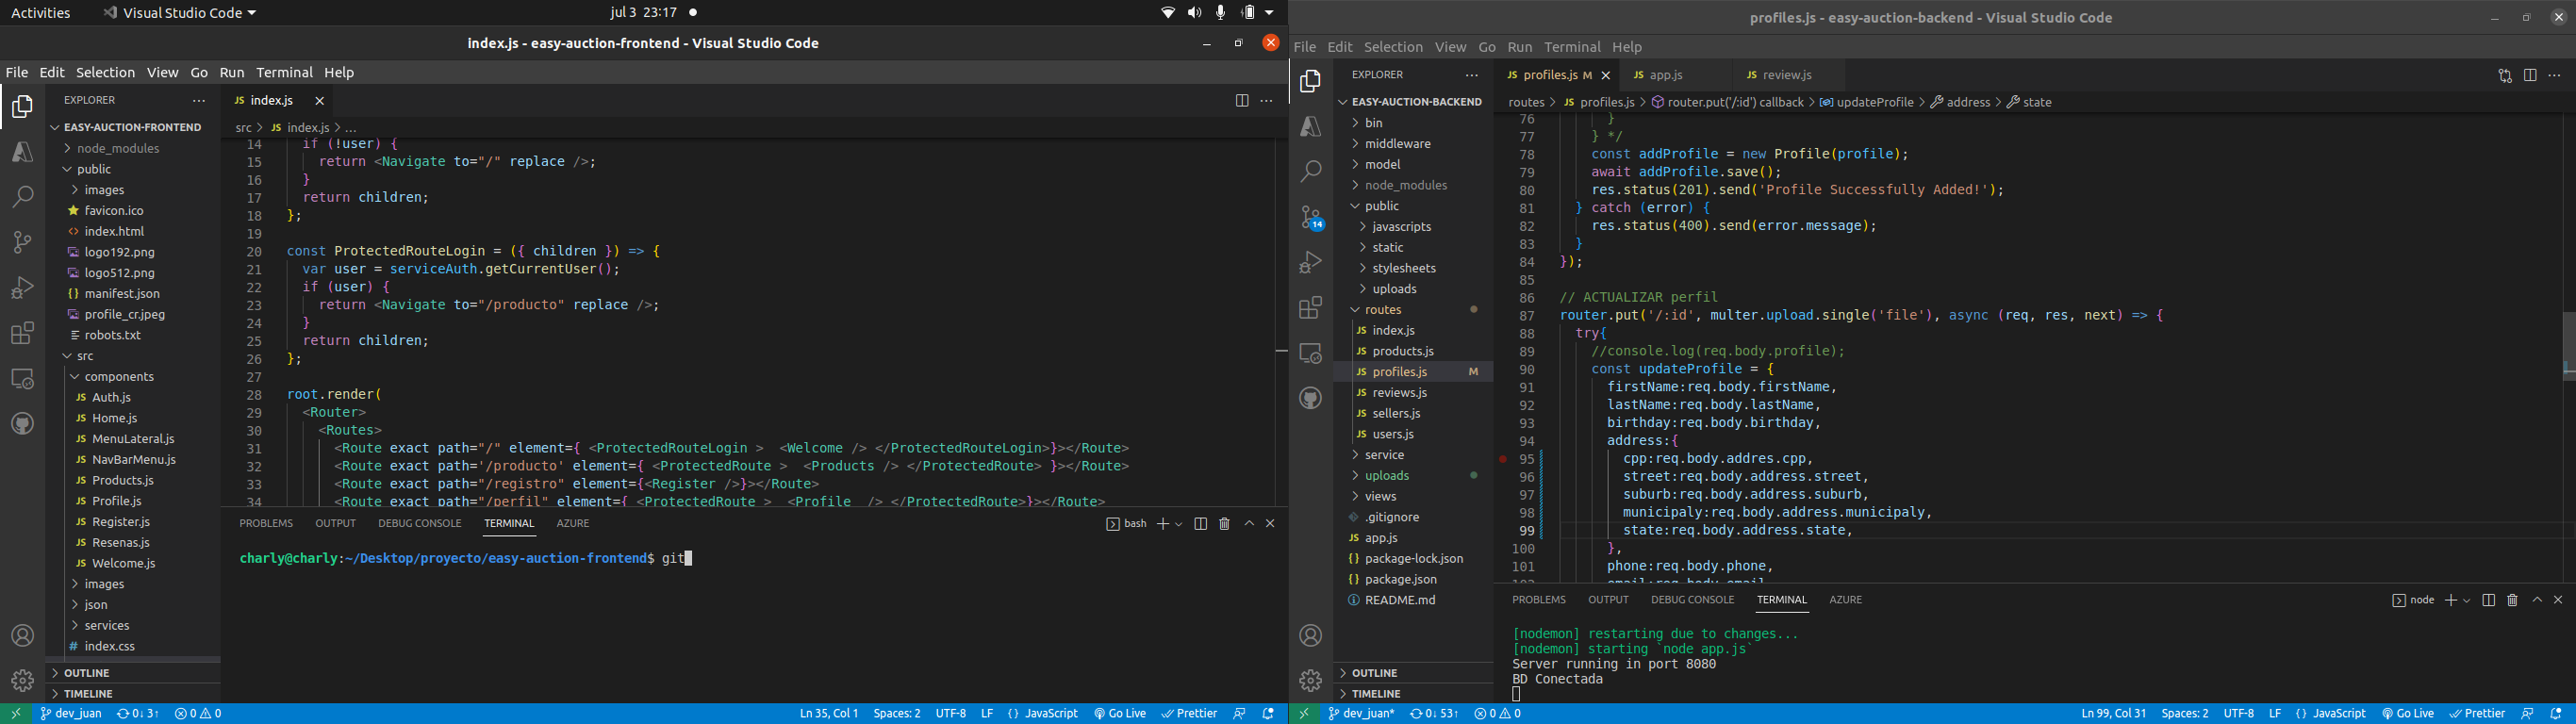 Activities
Visual Studio Code
jul 3 23:17
index.js - easy-auction-frontend - Visual Studio Code
File Edit Selection View Go Run Terminal Help
EXPLORER
EASY-AUCTION-FRONTEND
node_modules
public
images
favicon.ico
index.html
logo192.png
logo512.png
manifest.json
profile_cr.jpeg
robots.txt
src
components
JS Auth.js
JS Home.js
JS MenuLateral.js
JS NavBarMenu.js
JS Products.js
JS Profile.js
JS Register.js
JS Resenas.js
JS Welcome.js
images
json
services
# index.css
OUTLINE
TIMELINE
JS index.js
src > JS index.js > ...
14 if (!user) {
15 return <Navigate to="/" replace />;
16 }
17 return children;
18 };
19
20 const ProtectedRouteLogin = ({ children }) => {
21 var user = serviceAuth.getCurrentUser();
22 if (user) {
23 return <Navigate to="/producto" replace />;
24 }
25 return children;
26 };
27
28 root.render(
29 <Router>
30 <Routes>
31 <Route exact path="/" element={ <ProtectedRouteLogin > <Welcome /> </ProtectedRouteLogin>}></Route>
32 <Route exact path='/producto' element={ <ProtectedRoute > <Products /> </ProtectedRoute> }></Route>
33 <Route exact path="/registro" element={<Register />}></Route>
34 <Route exact path="/perfil" element={ <ProtectedRoute > <Profile /> </ProtectedRoute>}></Route>
PROBLEMS OUTPUT DEBUG CONSOLE TERMINAL AZURE
bash
charly@charly:~/Desktop/proyecto/easy-auction-frontend$ git
dev_juan 0↓ 3↑ 0 0
Ln 35, Col 1 Spaces: 2 UTF-8 LF {} JavaScript Go Live Prettier
profiles.js - easy-auction-backend - Visual Studio Code
File Edit Selection View Go Run Terminal Help
14
EXPLORER
EASY-AUCTION-BACKEND
bin
middleware
model
node_modules
public
javascripts
static
stylesheets
uploads
routes
JS index.js
JS products.js
JS profiles.js M
JS reviews.js
JS sellers.js
JS users.js
service
uploads
views
.gitignore
JS app.js
{} package-lock.json
{} package.json
README.md
OUTLINE
TIMELINE
JS profiles.js M
JS app.js
JS review.js
routes > JS profiles.js > router.put('/:id') callback > updateProfile > address > state
76 }
77 } */
78 const addProfile = new Profile(profile);
79 await addProfile.save();
80 res.status(201).send('Profile Successfully Added!');
81 } catch (error) {
82 res.status(400).send(error.message);
83 }
84 });
85
86 // ACTUALIZAR perfil
87 router.put('/:id', multer.upload.single('file'), async (req, res, next) => {
88 try{
89 //console.log(req.body.profile);
90 const updateProfile = {
91 firstName:req.body.firstName,
92 lastName:req.body.lastName,
93 birthday:req.body.birthday,
94 address:{
95 cpp:req.body.addres.cpp,
96 street:req.body.address.street,
97 suburb:req.body.address.suburb,
98 municipaly:req.body.address.municipaly,
99 state:req.body.address.state,
100 },
101 phone:req.body.phone,
102 email:req.body.email
PROBLEMS OUTPUT DEBUG CONSOLE TERMINAL AZURE
node
[nodemon] restarting due to changes...
[nodemon] starting `node app.js`
Server running in port 8080
BD Conectada
dev_juan* 0↓ 53↑ 0 0
Ln 99, Col 31 Spaces: 2 UTF-8 LF {} JavaScript Go Live Prettier